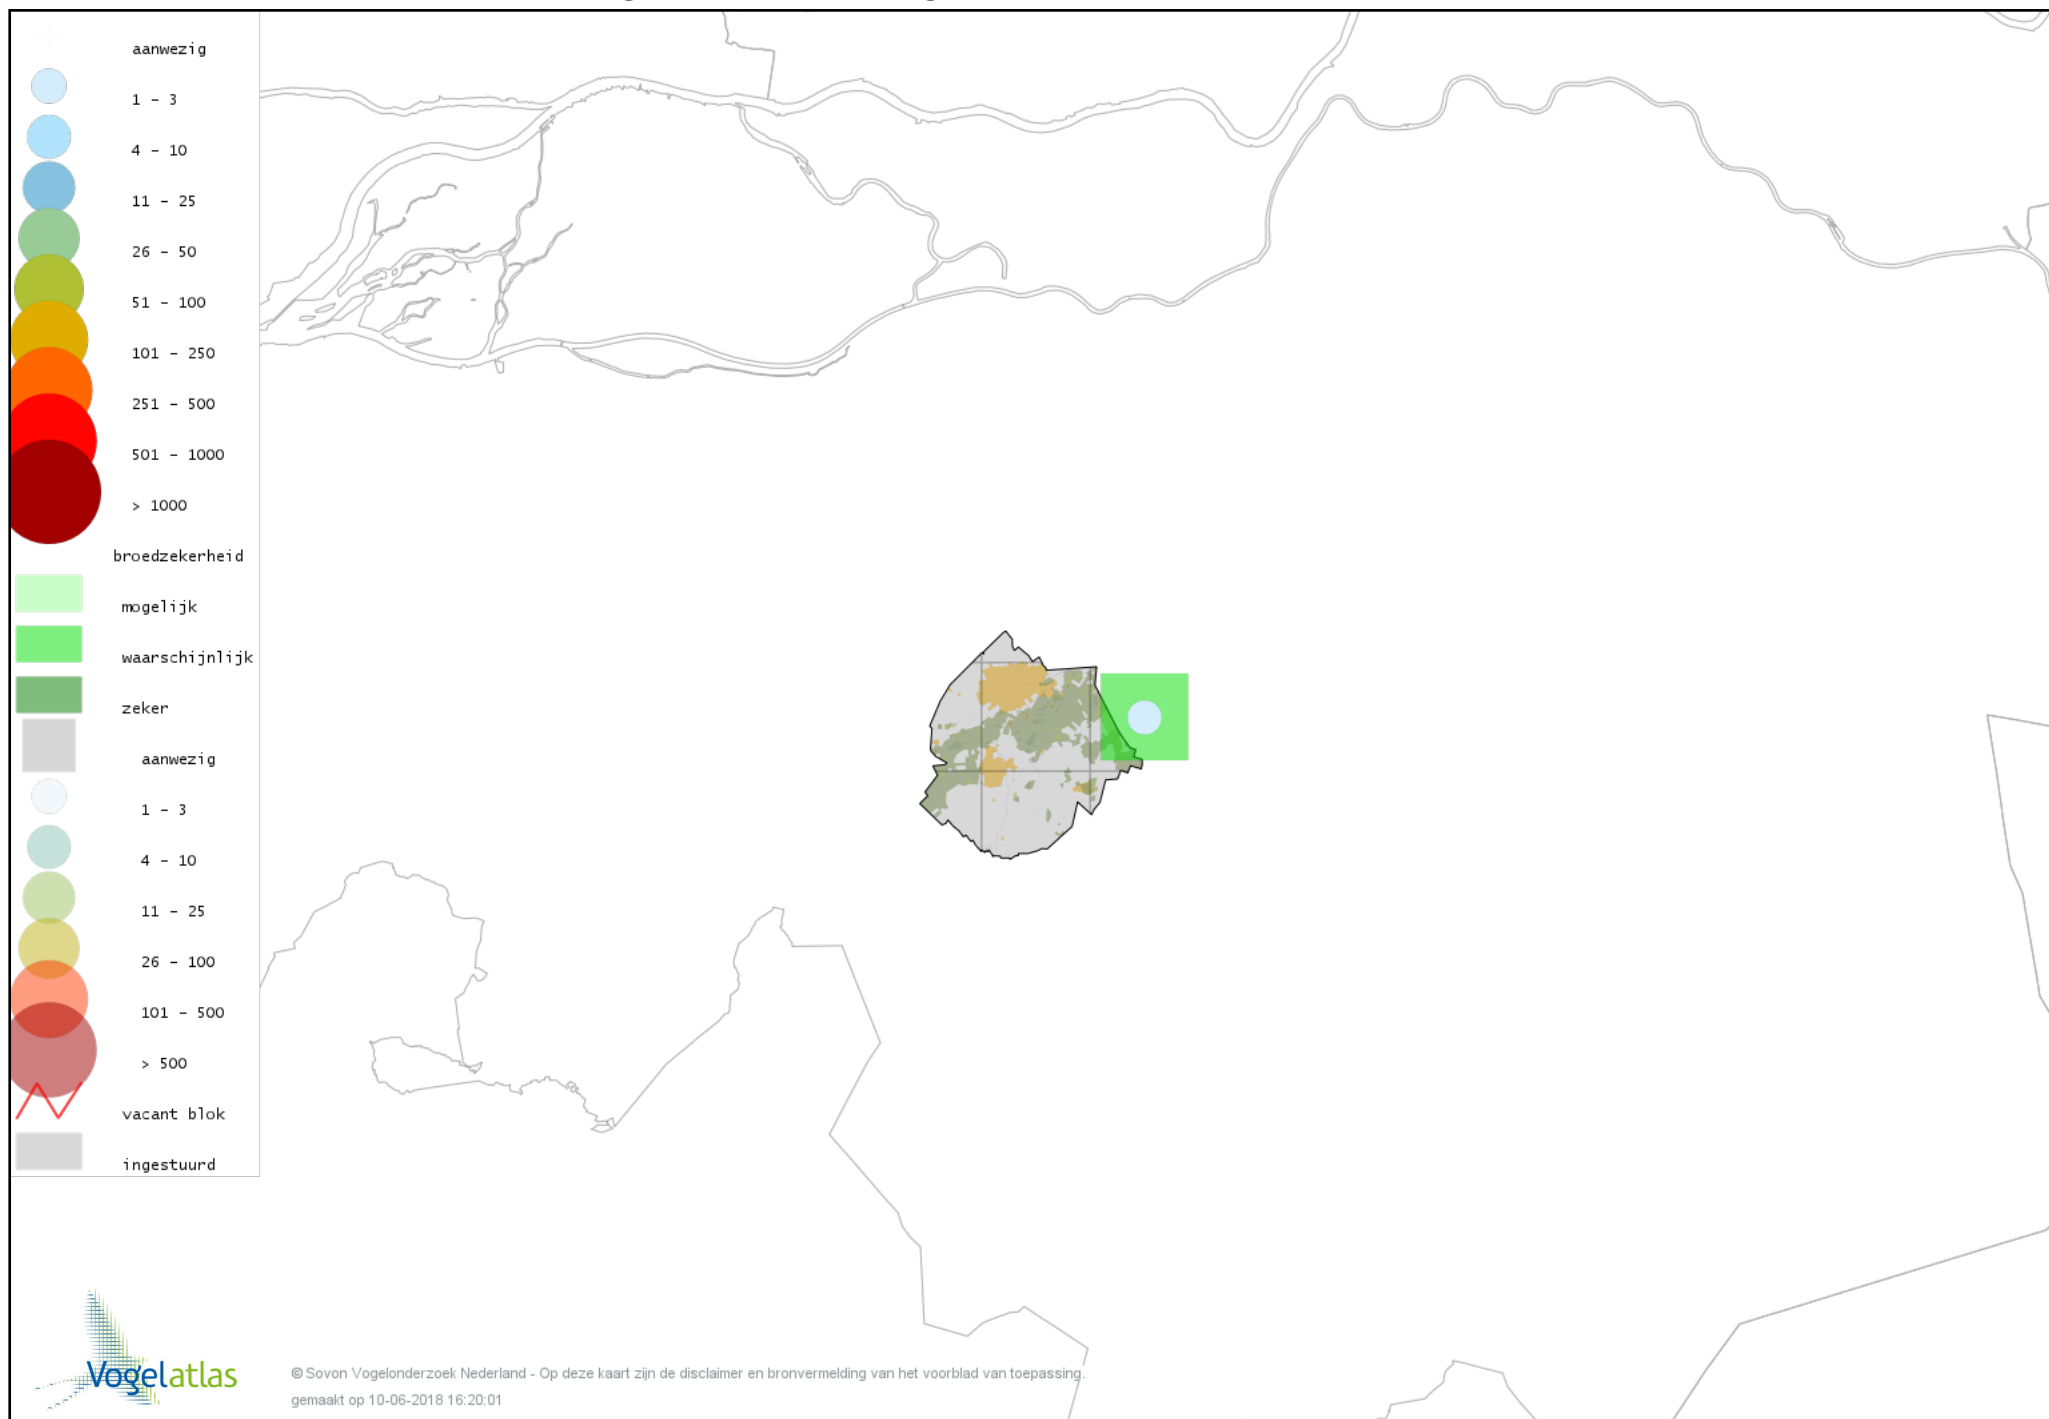 aanwezig
1 - 3
4 - 10
11 - 25
26 - 50
51 - 100
101 - 250
251 - 500
501 - 1000
> 1000
broedzekerheid
mogelijk
waarschijnlijk
zeker
aanwezig
1 - 3
4 - 10
11 - 25
26 - 100
101 - 500
> 500
vacant blok
ingestuurd
Vogelatlas
© Sovon Vogelonderzoek Nederland - Op deze kaart zijn de disclaimer en bronvermelding van het voorblad van toepassing.
gemaakt op 10-06-2018 16:20:01